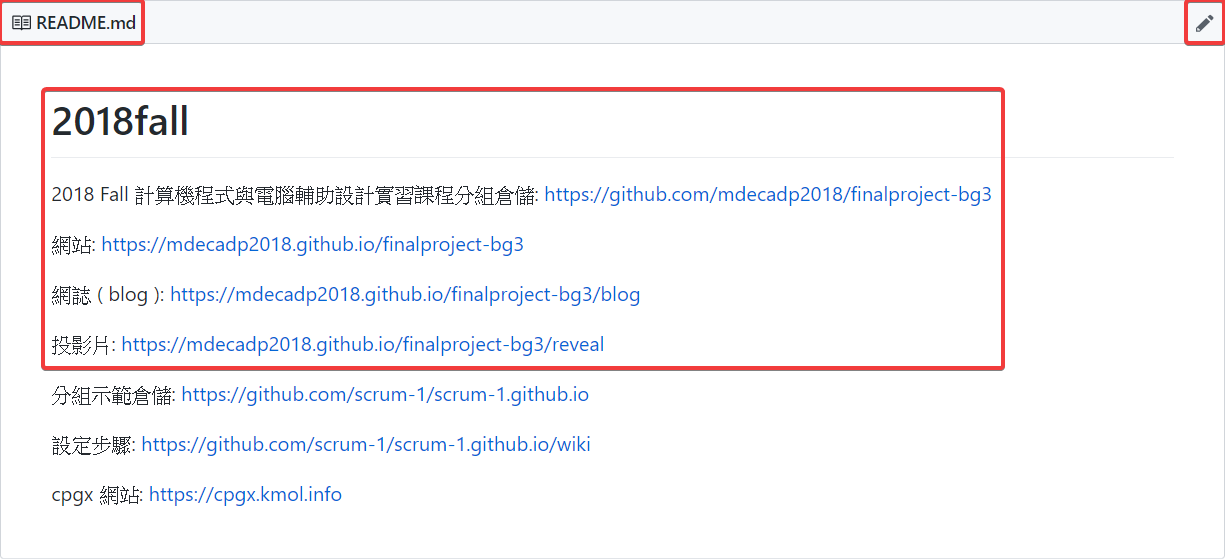 README.md
2018fall
2018 Fall 計算機程式與電腦輔助設計實習課程分組倉儲: https://github.com/mdecadp2018/finalproject-bg3
網站: https://mdecadp2018.github.io/finalproject-bg3
網誌 ( blog ): https://mdecadp2018.github.io/finalproject-bg3/blog
投影片: https://mdecadp2018.github.io/finalproject-bg3/reveal
分組示範倉儲: https://github.com/scrum-1/scrum-1.github.io
設定步驟: https://github.com/scrum-1/scrum-1.github.io/wiki
cpgx 網站: https://cpgx.kmol.info